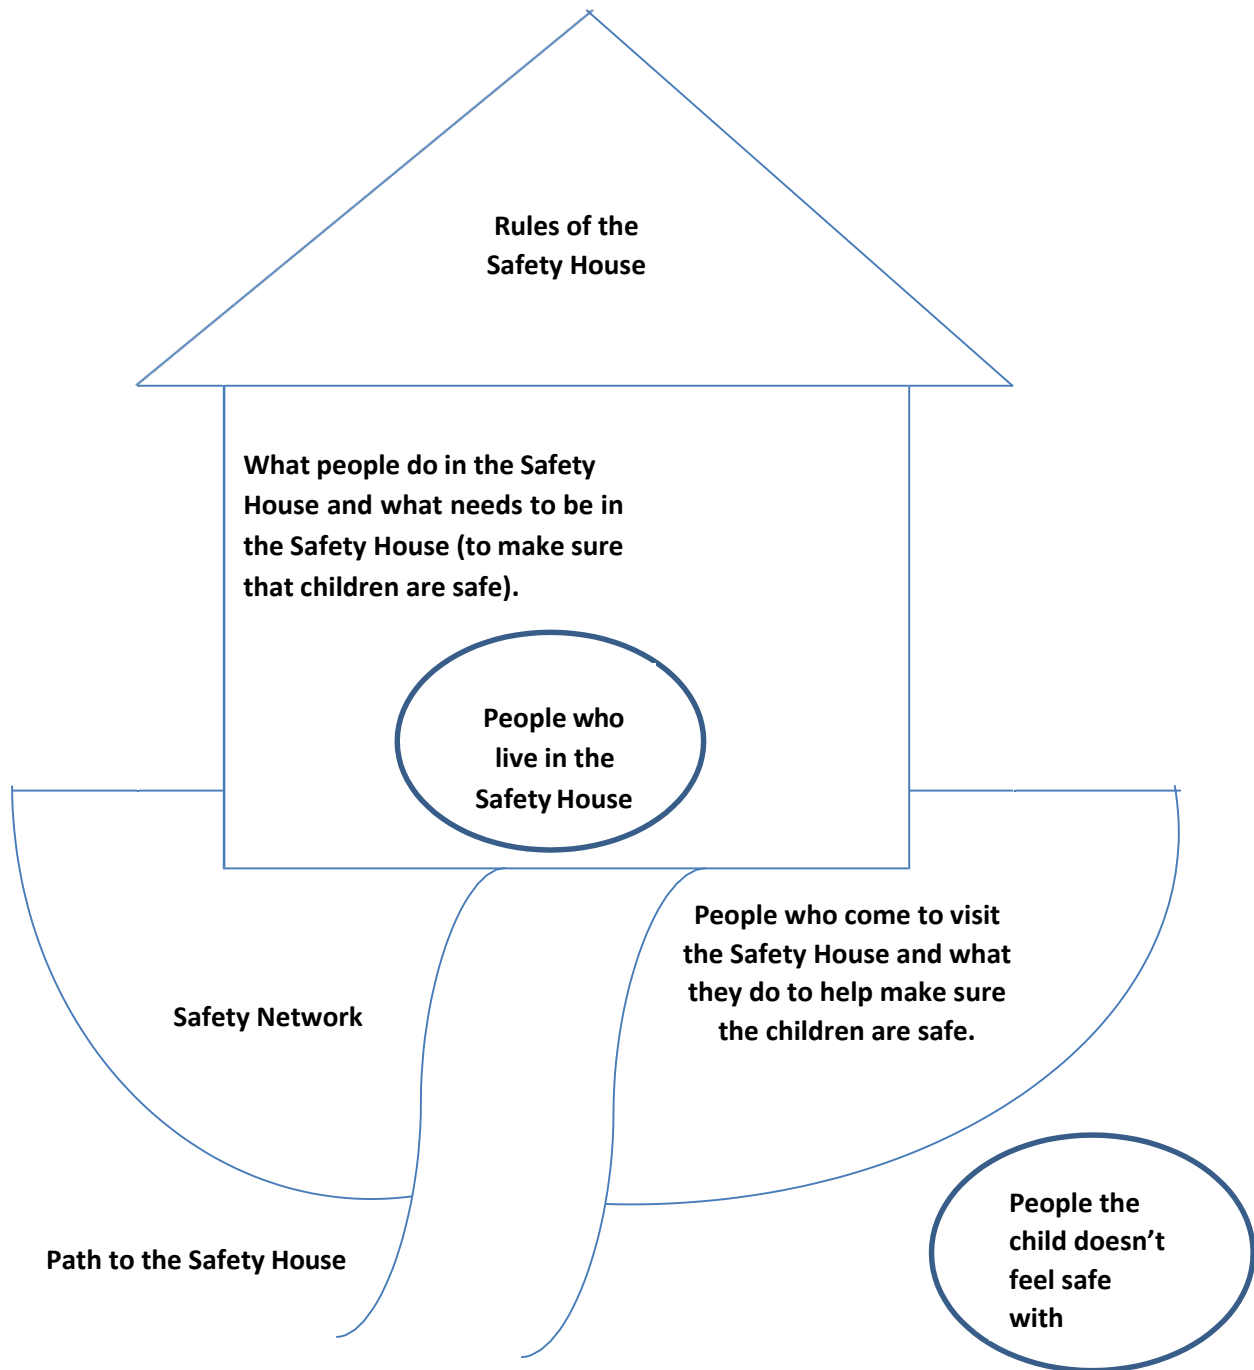 Rules of the
Safety House
What people do in the Safety
House and what needs to be in
the Safety House (to make sure
that children are safe).
People who
live in the
Safety House
People who come to visit
the Safety House and what
they do to help make sure
the children are safe.
Safety Network
People the
child doesn’t
feel safe
with
Path to the Safety House